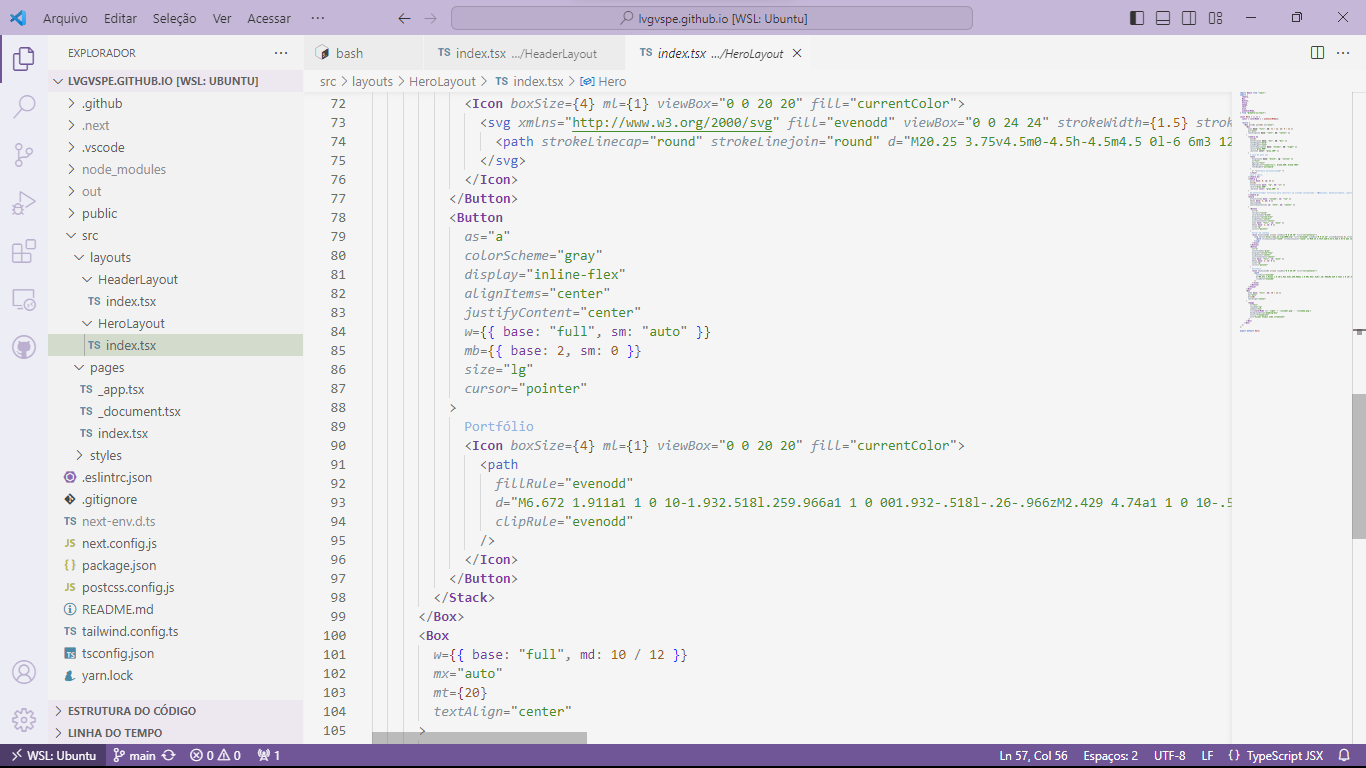 Arquivo Editar Seleção Ver Acessar ··· lvgvspe.github.io [WSL: Ubuntu]
EXPLORADOR ··· bash TS index.tsx .../HeaderLayout TS index.tsx .../HeroLayout
LVGVSPE.GITHUB.IO [WSL: UBUNTU]
src > layouts > HeroLayout > TS index.tsx > Hero
.github
.next
.vscode
node_modules
out
public
src
layouts
HeaderLayout
TS index.tsx
HeroLayout
TS index.tsx
pages
TS _app.tsx
TS _document.tsx
TS index.tsx
styles
.eslintrc.json
.gitignore
TS next-env.d.ts
JS next.config.js
{} package.json
JS postcss.config.js
README.md
TS tailwind.config.ts
TS tsconfig.json
yarn.lock
ESTRUTURA DO CÓDIGO
LINHA DO TEMPO
72 <Icon boxSize={4} ml={1} viewBox="0 0 20 20" fill="currentColor">
73 <svg xmlns="http://www.w3.org/2000/svg" fill="evenodd" viewBox="0 0 24 24" strokeWidth={1.5} strok
74 <path strokeLinecap="round" strokeLinejoin="round" d="M20.25 3.75v4.5m0-4.5h-4.5m4.5 0l-6 6m3 12
75 </svg>
76 </Icon>
77 </Button>
78 <Button
79 as="a"
80 colorScheme="gray"
81 display="inline-flex"
82 alignItems="center"
83 justifyContent="center"
84 w={{ base: "full", sm: "auto" }}
85 mb={{ base: 2, sm: 0 }}
86 size="lg"
87 cursor="pointer"
88 >
89 Portfólio
90 <Icon boxSize={4} ml={1} viewBox="0 0 20 20" fill="currentColor">
91 <path
92 fillRule="evenodd"
93 d="M6.672 1.911a1 1 0 10-1.932.518l.259.966a1 1 0 001.932-.518l-.26-.966zM2.429 4.74a1 1 0 10-.5
94 clipRule="evenodd"
95 />
96 </Icon>
97 </Button>
98 </Stack>
99 </Box>
100 <Box
101 w={{ base: "full", md: 10 / 12 }}
102 mx="auto"
103 mt={20}
104 textAlign="center"
105 >
WSL: Ubuntu main 0 0 1 Ln 57, Col 56 Espaços: 2 UTF-8 LF {} TypeScript JSX